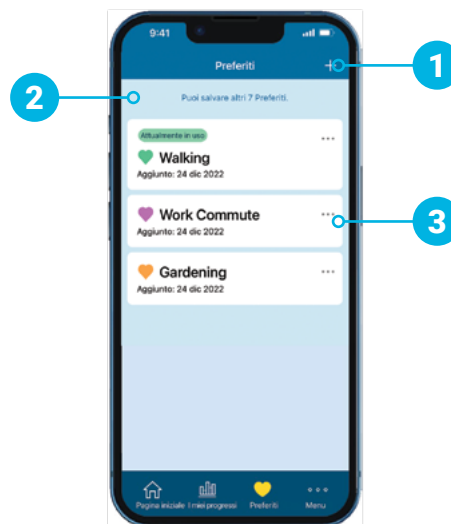 9:41
Preferiti
+
1
2
Puoi salvare altri 7 Preferiti.
Attualmente in uso
Walking
Aggiunto: 24 dic 2022
Work Commute
Aggiunto: 24 dic 2022
3
Gardening
Aggiunto: 24 dic 2022
Pagina iniziale I miei progressi Preferiti Menu